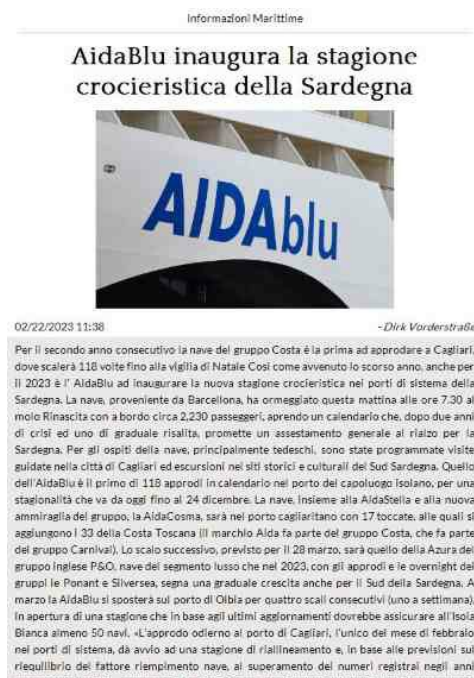 Informazioni Marittime
AidaBlu inaugura la stagione
crocieristica della Sardegna
AIDAblu
02/22/2023 11:38
- Dirk Vorderstraße
Per il secondo anno consecutivo la nave del gruppo Costa è la prima ad approdare a Cagliari,
dove scalerà 118 volte fino alla vigilia di Natale Così come avvenuto lo scorso anno, anche per
il 2023 è l' AidaBlu ad inaugurare la nuova stagione crocieristica nei porti di sistema della
Sardegna. La nave, proveniente da Barcellona, ha ormeggiato questa mattina alle ore 7.30 al
molo Rinascita con a bordo circa 2,230 passeggeri, aprendo un calendario che, dopo due anni
di crisi ed uno di graduale risalita, promette un assestamento generale al rialzo per la
Sardegna. Per gli ospiti della nave, principalmente tedeschi, sono state programmate visite
guidate nella città di Cagliari ed escursioni nei siti storici e culturali del Sud Sardegna. Quello
dell'AidaBlu è il primo di 118 approdi in calendario nel porto del capoluogo isolano, per una
stagionalità che va da oggi fino al 24 dicembre. La nave, insieme alla AidaStella e alla nuova
ammiraglia del gruppo, la AidaCosma, sarà nel porto cagliaritano con 17 toccate, alle quali si
aggiungono i 33 della Costa Toscana (il marchio Aida fa parte del gruppo Costa, che fa parte
del gruppo Carnival). Lo scalo successivo, previsto per il 28 marzo, sarà quello della Azura del
gruppo inglese P&O, nave del segmento lusso che nel 2023, con gli approdi e le overnight dei
gruppi le Ponant e Silversea, segna una graduale crescita anche per il Sud della Sardegna. A
marzo la AidaBlu si sposterà sul porto di Olbia per quattro scali consecutivi (uno a settimana).
In apertura di una stagione che in base agli ultimi aggiornamenti dovrebbe assicurare all'Isola
Bianca almeno 50 navi. «L'approdo odierno al porto di Cagliari, l'unico del mese di febbraio
nei porti di sistema, dà avvio ad una stagione di riallineamento e, in base alle previsioni sul
riequilibrio del fattore riempimento nave, al superamento dei numeri registrati negli anni